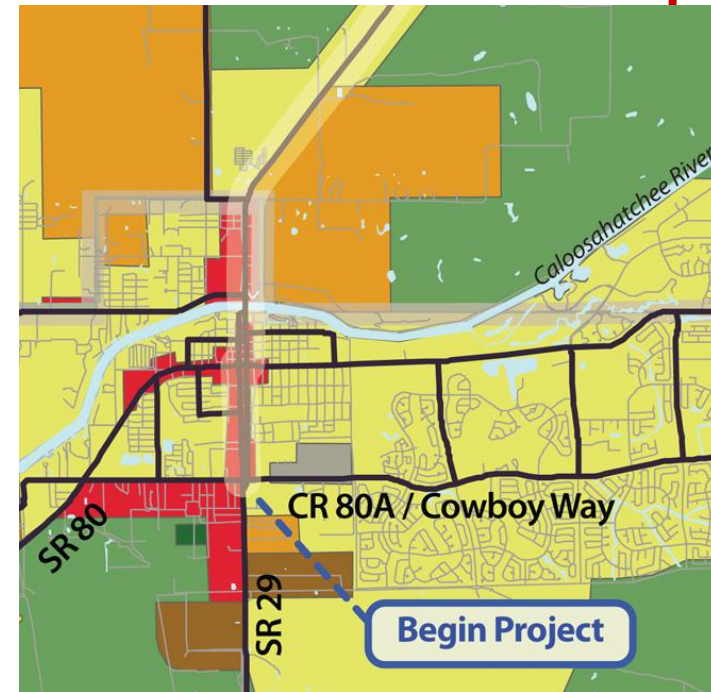 Caloosahatchee River
CR 80A / Cowboy Way
SR 80
SR 29
Begin Project